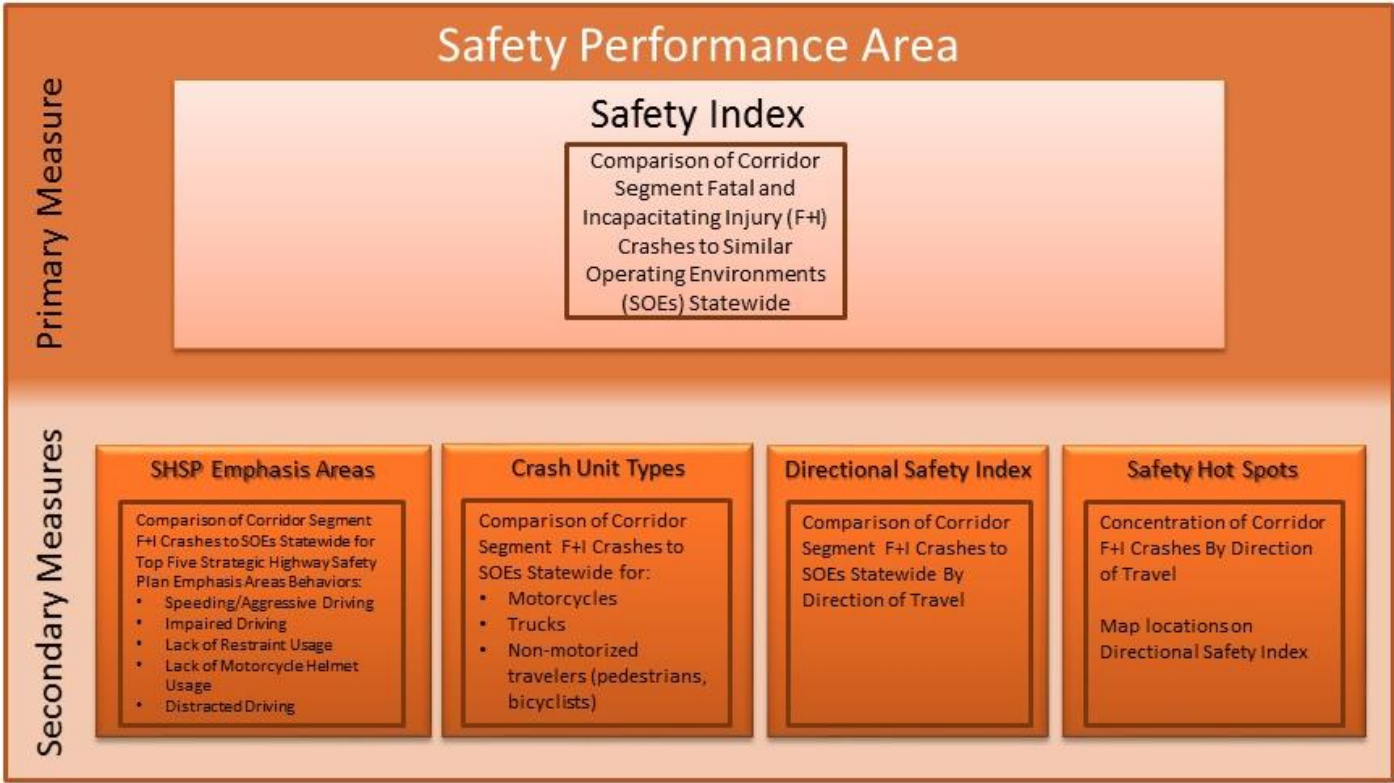 Safety Performance Area
Primary Measure
Safety Index
Comparison of Corridor
Segment Fatal and
Incapacitating Injury (F+I)
Crashes to Similar
Operating Environments
(SOEs) Statewide
Secondary Measures
SHSP Emphasis Areas
Comparison of Corridor Segment
F+I Crashes to SOEs Statewide for
Top Five Strategic Highway Safety
Plan Emphasis Areas Behaviors:
• Speeding/Aggressive Driving
• Impaired Driving
• Lack of Restraint Usage
• Lack of Motorcycle Helmet
Usage
• Distracted Driving
Crash Unit Types
Comparison of Corridor
Segment F+I Crashes to
SOEs Statewide for:
• Motorcycles
• Trucks
• Non-motorized
travelers (pedestrians,
bicyclists)
Directional Safety Index
Comparison of Corridor
Segment F+I Crashes to
SOEs Statewide By
Direction of Travel
Safety Hot Spots
Concentration of Corridor
F+I Crashes By Direction
of Travel
Map locations on
Directional Safety Index